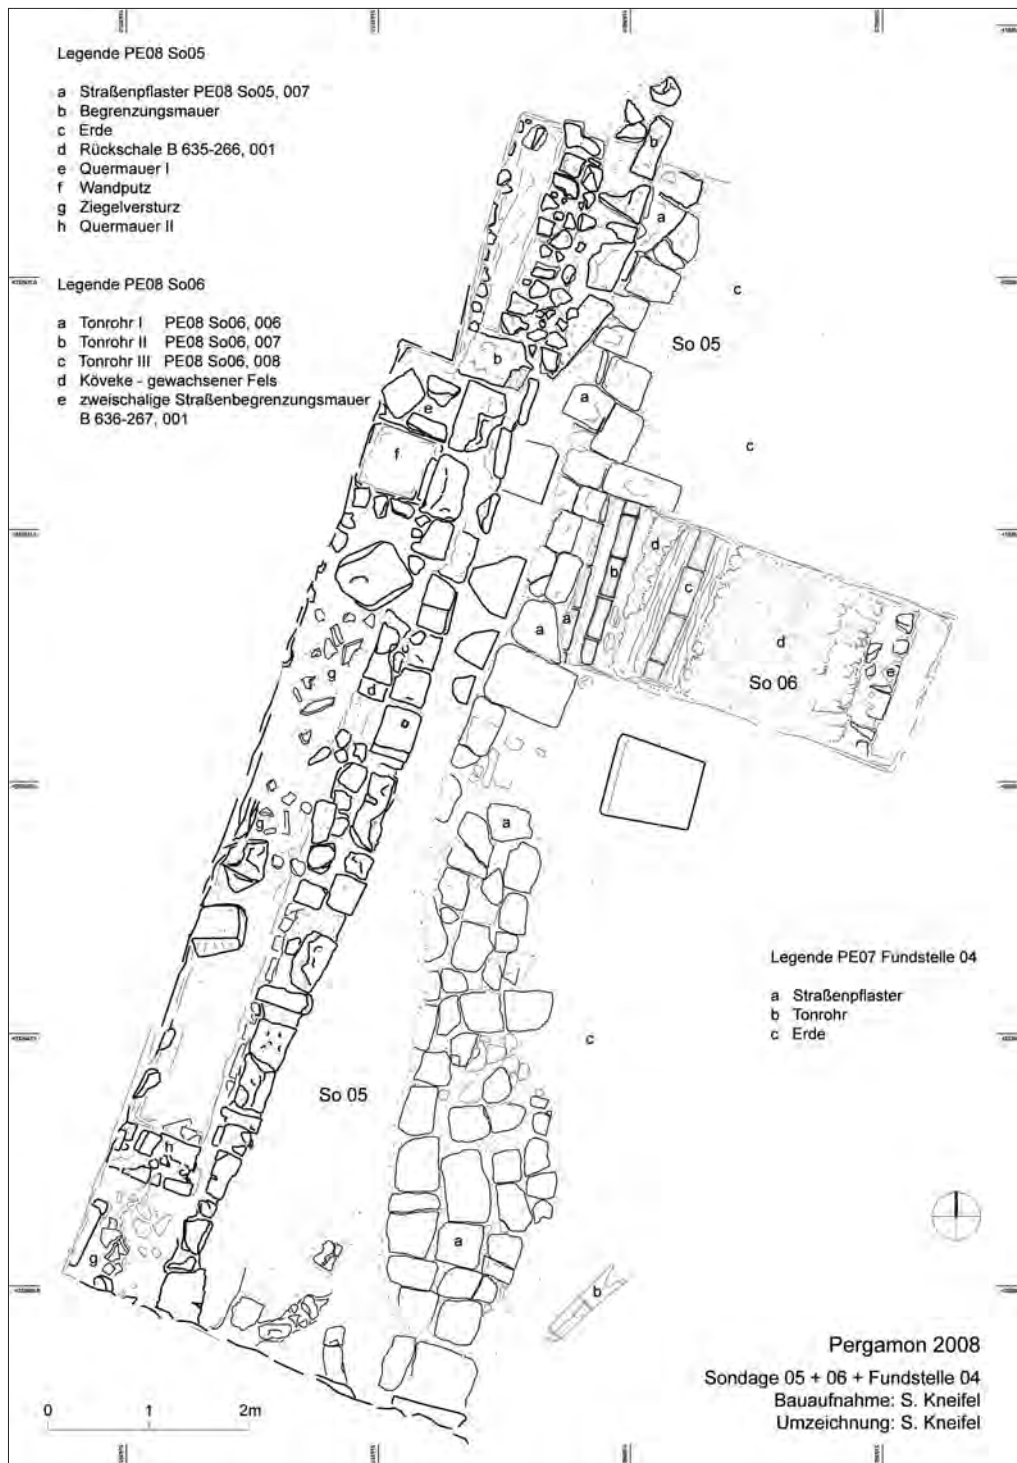 Legende PE08 So05
a Straßenpflaster PE08 So05, 007
b Begrenzungsmauer
c Erde
d Rückschale B 635-266, 001
e Quermauer I
f Wandputz
g Ziegelversturz
h Quermauer II
Legende PE08 So06
a Tonrohr I PE08 So06, 006
b Tonrohr II PE08 So06, 007
c Tonrohr III PE08 So06, 008
d Köveke - gewachsener Fels
e zweischalige Straßenbegrenzungsmauer
B 636-267, 001
b
a
c
So 05
b
a
e
c
f
d
b
c
a
a
d
e
g
d
So 06
a
g
Legende PE07 Fundstelle 04
a Straßenpflaster
b Tonrohr
c Erde
c
So 05
h
a
g
b
Pergamon 2008
Sondage 05 + 06 + Fundstelle 04
Bauaufnahme: S. Kneifel
Umzeichnung: S. Kneifel
0 1 2m